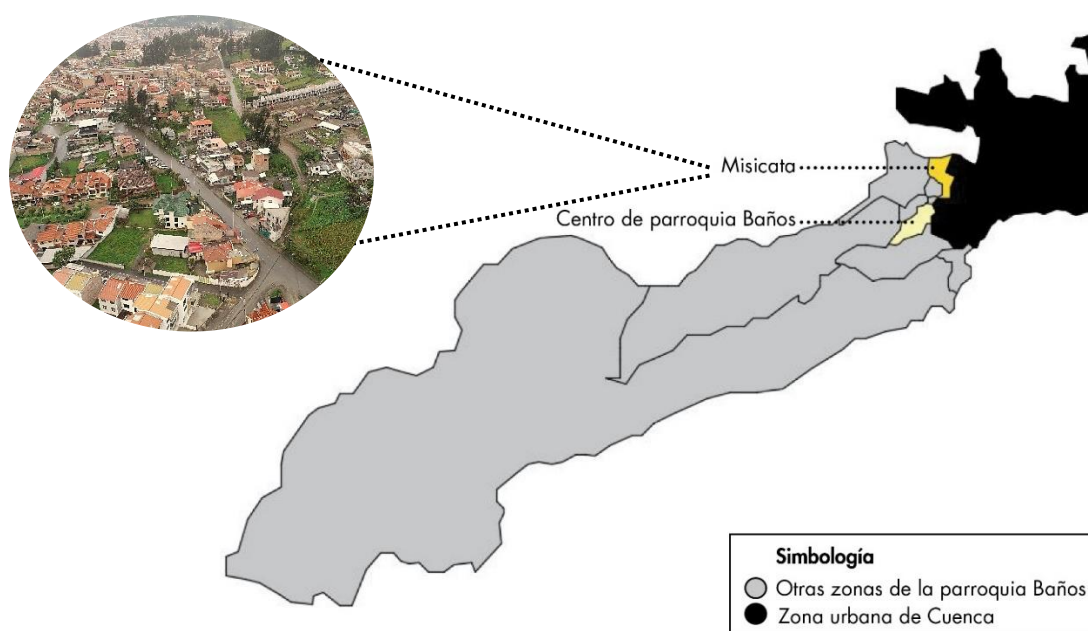 Misicata
Centro de parroquia Baños
Simbología
Otras zonas de la parroquia Baños
Zona urbana de Cuenca